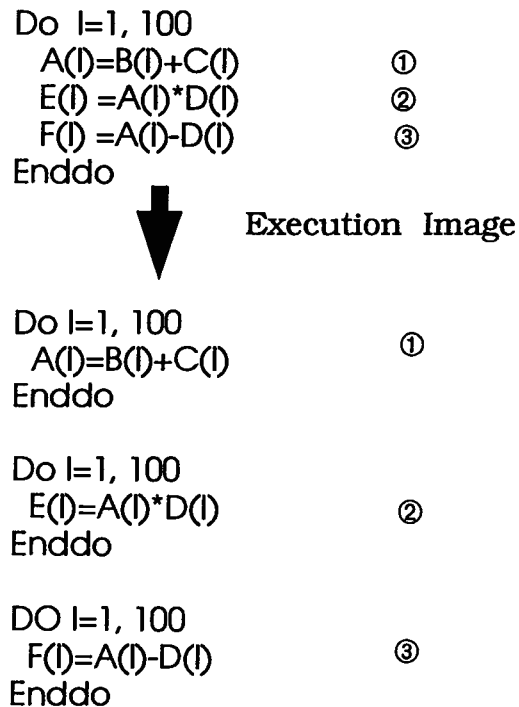 Do I=1, 100
A(I)=B(I)+C(I) ①
E(I) =A(I)*D(I) ②
F(I) =A(I)-D(I) ③
Enddo
Execution Image
Do I=1, 100
A(I)=B(I)+C(I) ①
Enddo
Do I=1, 100
E(I)=A(I)*D(I) ②
Enddo
DO I=1, 100
F(I)=A(I)-D(I) ③
Enddo